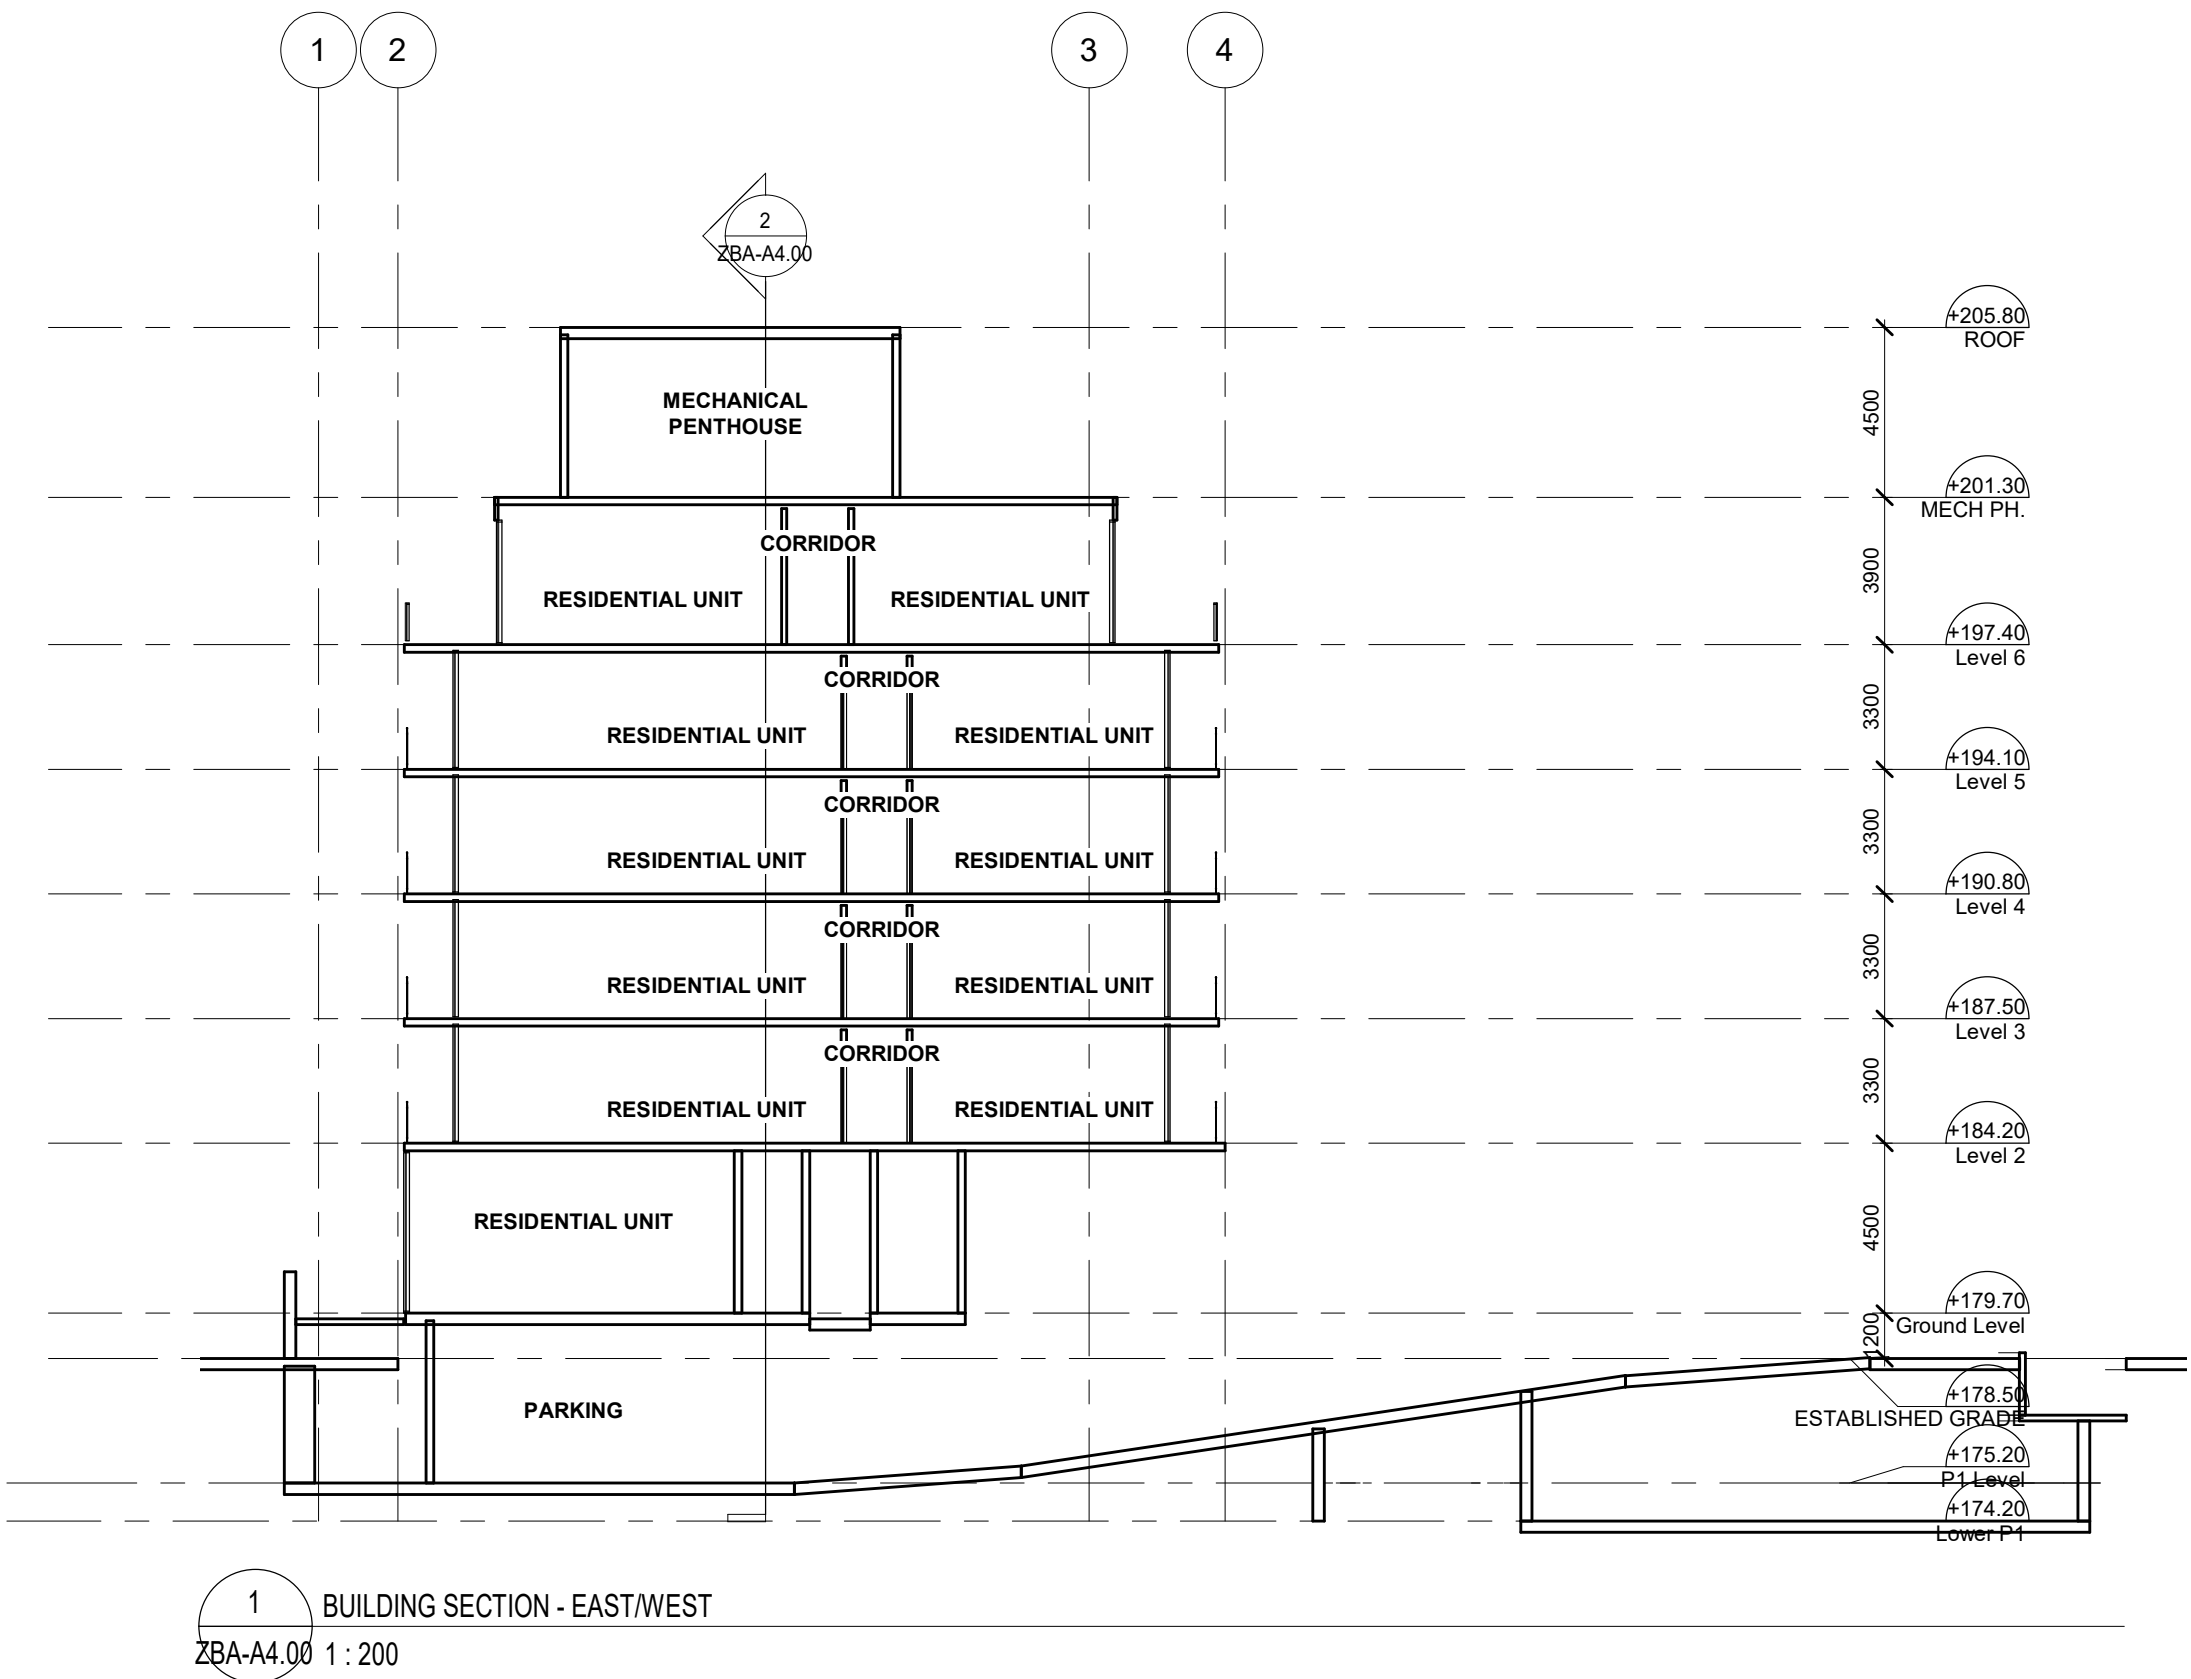 1
2
3
4
2
ZBA-A4.00
+205.80
ROOF
4500
MECHANICAL
PENTHOUSE
+201.30
MECH PH.
CORRIDOR
3900
RESIDENTIAL UNIT
RESIDENTIAL UNIT
+197.40
Level 6
CORRIDOR
3300
RESIDENTIAL UNIT
RESIDENTIAL UNIT
+194.10
Level 5
CORRIDOR
3300
RESIDENTIAL UNIT
RESIDENTIAL UNIT
+190.80
Level 4
CORRIDOR
3300
RESIDENTIAL UNIT
RESIDENTIAL UNIT
+187.50
Level 3
CORRIDOR
3300
RESIDENTIAL UNIT
RESIDENTIAL UNIT
+184.20
Level 2
RESIDENTIAL UNIT
4500
+179.70
Ground Level
1200
+178.50
ESTABLISHED GRADE
PARKING
+175.20
P1 Level
+174.20
Lower P1
1
BUILDING SECTION - EAST/WEST
ZBA-A4.00
1 : 200